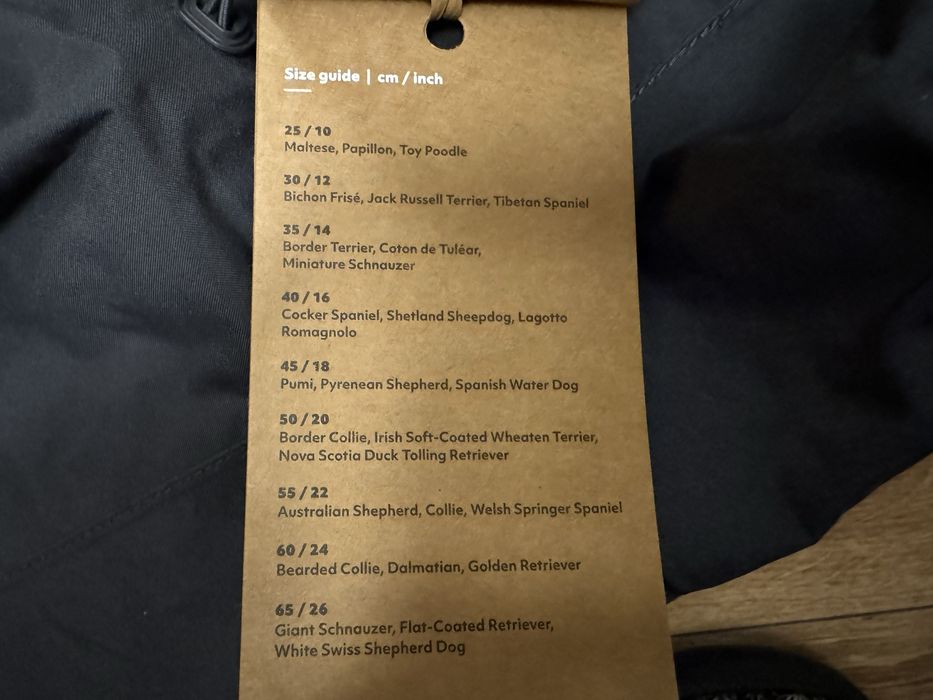 Size guide | cm / inch
25 / 10
Maltese, Papillon, Toy Poodle
30 / 12
Bichon Frisé, Jack Russell Terrier, Tibetan Spaniel
35 / 14
Border Terrier, Coton de Tuléar,
Miniature Schnauzer
40 / 16
Cocker Spaniel, Shetland Sheepdog, Lagotto
Romagnolo
45 / 18
Pumi, Pyrenean Shepherd, Spanish Water Dog
50 / 20
Border Collie, Irish Soft-Coated Wheaten Terrier,
Nova Scotia Duck Tolling Retriever
55 / 22
Australian Shepherd, Collie, Welsh Springer Spaniel
60 / 24
Bearded Collie, Dalmatian, Golden Retriever
65 / 26
Giant Schnauzer, Flat-Coated Retriever,
White Swiss Shepherd Dog